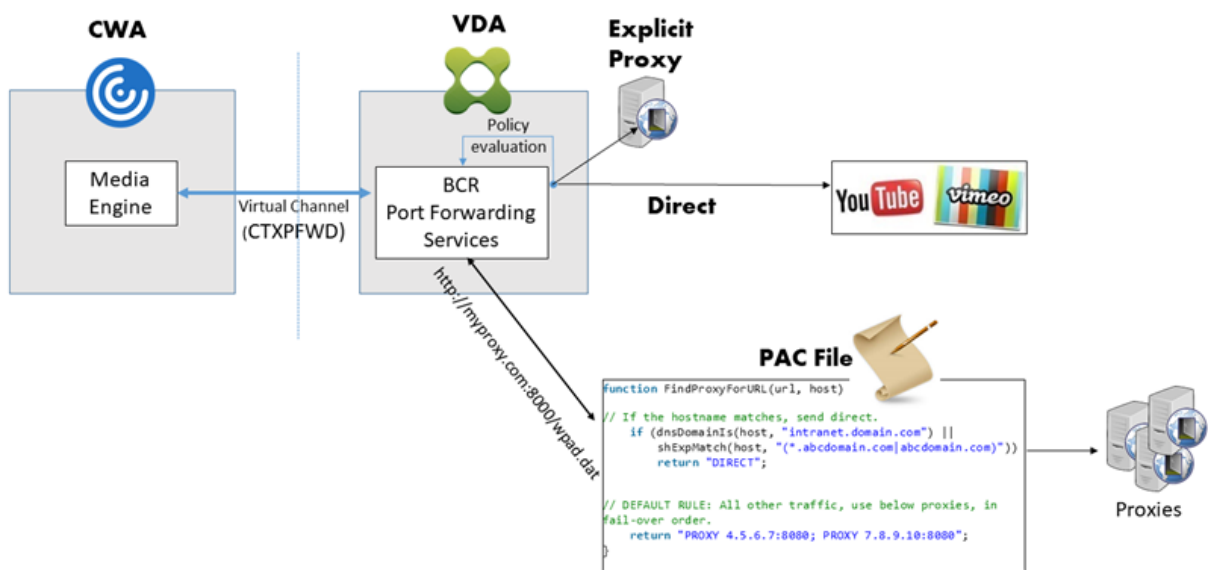 CWA
VDA
Explicit
Proxy
Policy
evaluation
Media
Engine
Virtual Channel
(CTXPFWD)
BCR
Port Forwarding
Services
Direct
YouTube
vimeo
http://myproxy.com:8000/wpad.dat
PAC File
function FindProxyForURL(url, host)
// If the hostname matches, send direct.
if (dnsDomainIs(host, "intranet.domain.com") ||
shExpMatch(host, "(*.abcdomain.com|abcdomain.com)"))
return "DIRECT";
// DEFAULT RULE: All other traffic, use below proxies, in
fail-over order.
return "PROXY 4.5.6.7:8080; PROXY 7.8.9.10:8080";
}
Proxies